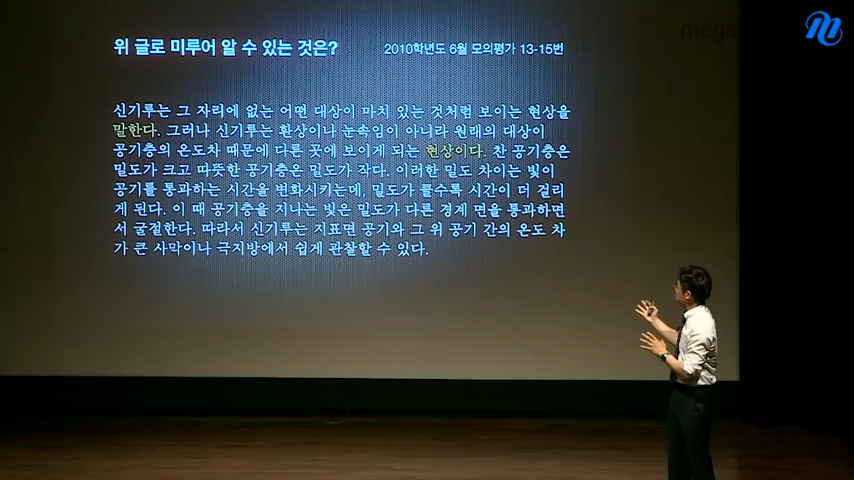 위 글로 미루어 알 수 있는 것은?
2010학년도 6월 모의평가 13-15번
신기루는 그 자리에 없는 어떤 대상이 마치 있는 것처럼 보이는 현상을
말한다. 그러나 신기루는 환상이나 눈속임이 아니라 원래의 대상이
공기층의 온도차 때문에 다른 곳에 보이게 되는 현상이다. 찬 공기층은
밀도가 크고 따뜻한 공기층은 밀도가 작다. 이러한 밀도 차이는 빛이
공기를 통과하는 시간을 변화시키는데, 밀도가 클수록 시간이 더 걸리
게 된다. 이 때 공기층을 지나는 빛은 밀도가 다른 경계 면을 통과하면
서 굴절한다. 따라서 신기루는 지표면 공기와 그 위 공기 간의 온도 차
가 큰 사막이나 극지방에서 쉽게 관찰할 수 있다.
mega